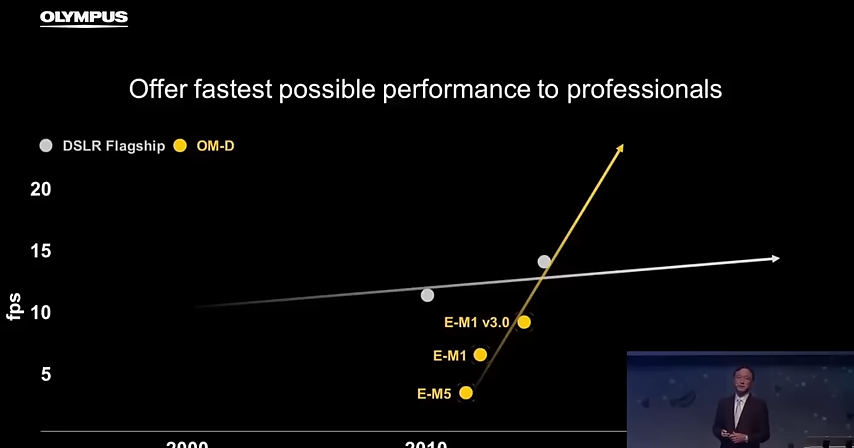 OLYMPUS
Offer fastest possible performance to professionals
DSLR Flagship OM-D
20
15
fps
10
E-M1 v3.0
E-M1
5
E-M5
2000 2010